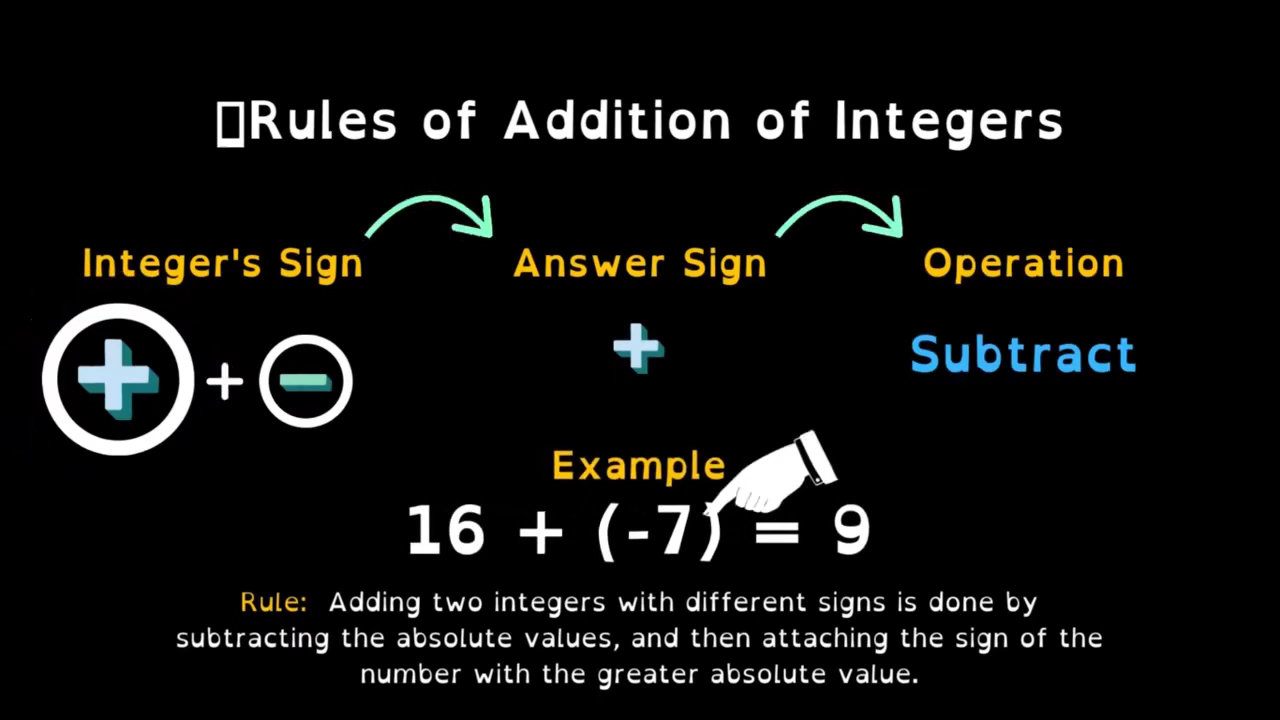 Rules of Addition of Integers
Integer's Sign Answer Sign Operation
+ + - + Subtract
Example
16 + (-7) = 9
Rule: Adding two integers with different signs is done by
subtracting the absolute values, and then attaching the sign of the
number with the greater absolute value.